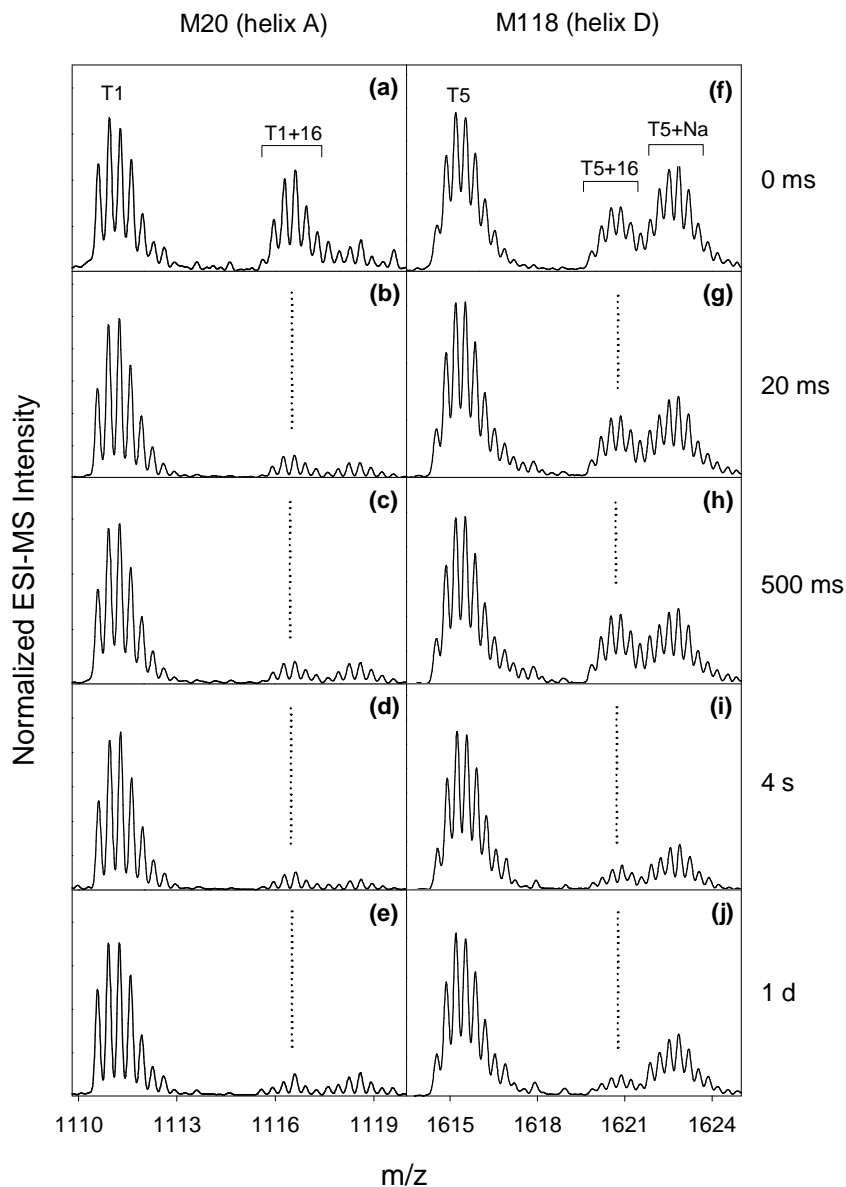 M20 (helix A) M118 (helix D)
(a) (f)
T1 T5
T1+16 T5+16 T5+Na
0 ms
(b) (g)
20 ms
(c) (h)
500 ms
(d) (i)
4 s
(e) (j)
1 d
1110 1113 1116 1119 1615 1618 1621 1624
m/z
Normalized ESI-MS Intensity